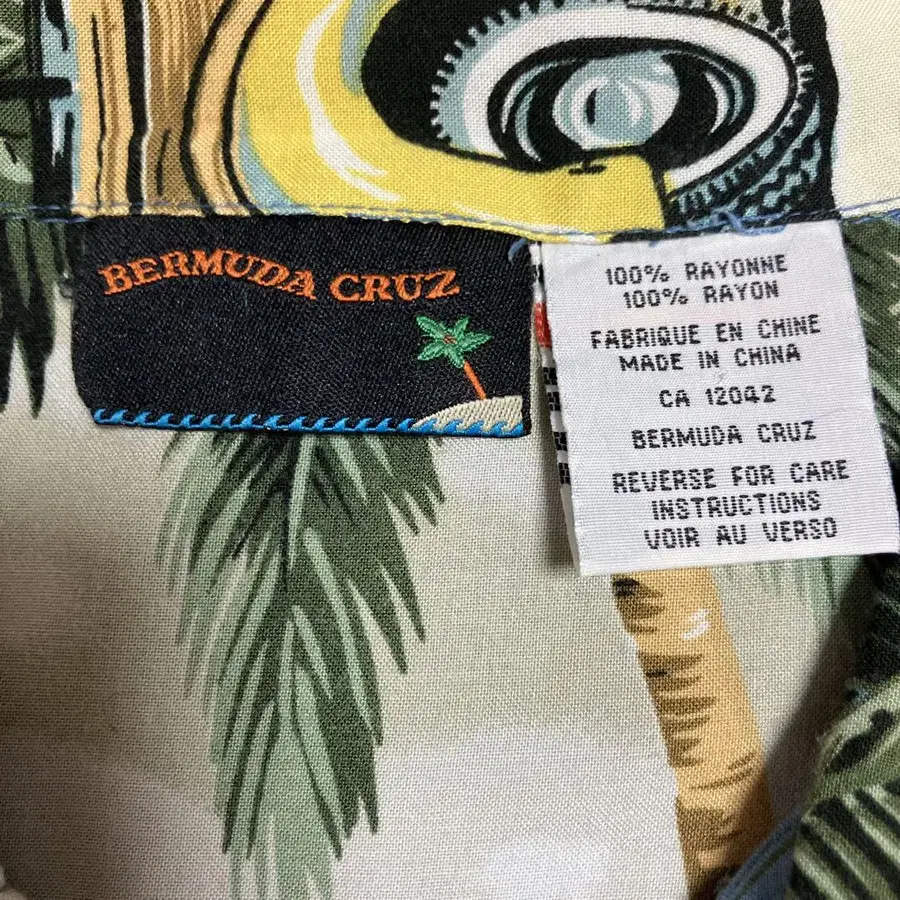 BERMUDA CRUZ
100% RAYONNE
100% RAYON
FABRIQUE EN CHINE
MADE IN CHINA
CA 12042
BERMUDA CRUZ
REVERSE FOR CARE
INSTRUCTIONS
VOIR AU VERSO